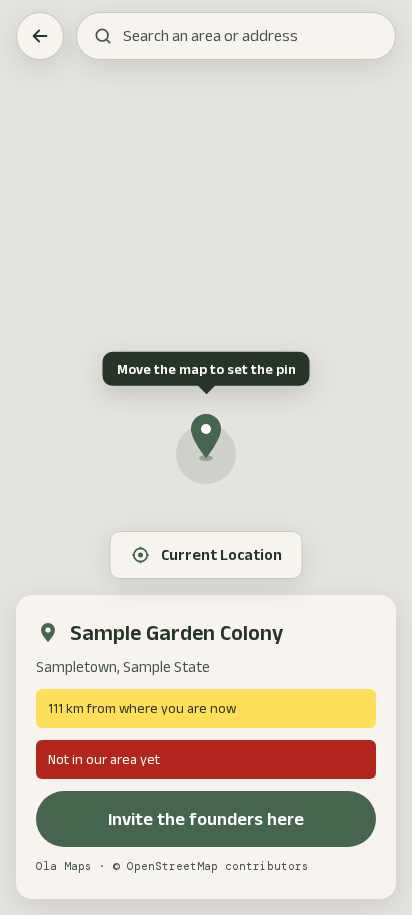 Search an area or address
Move the map to set the pin
Current Location
Sample Garden Colony
Sampletown, Sample State
111 km from where you are now
Not in our area yet
Invite the founders here
Ola Maps · © OpenStreetMap contributors